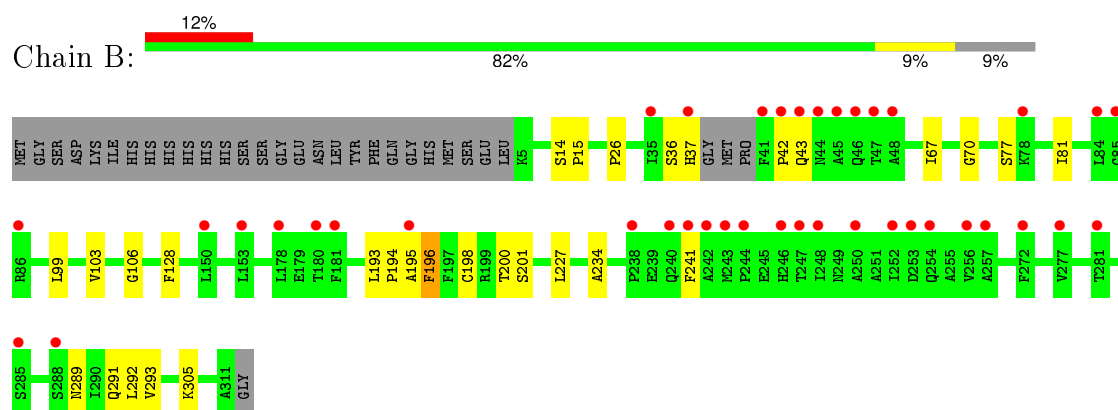 12%
Chain B:
82% 9% 9%
MET GLY SER ASP LYS ILE HIS HIS HIS HIS HIS HIS SER SER GLY GLU ASN LEU TYR PHE GLN GLY HIS MET SER GLU LEU K5 S14 P15 P26 I35 S36 H37 GLY MET PRO F41 P42 Q43 N44 A45 Q46 T47 A48 I67 G70 S77 K78 I81 L84
R86 L99 V103 G106 F128 L150 L153 L178 E179 T180 F181 L193 P194 A195 F196 F197 C198 R199 T200 S201 L227 A234 P238 E239 Q240 F241 A242 M243 P244 E245 H246 T247 I248 N249 A250 A251 I252 D253 Q254 A255 V256 A257 F272 V277 T281
S285 S288 N289 I290 Q291 L292 V293 K305 A311 GLY